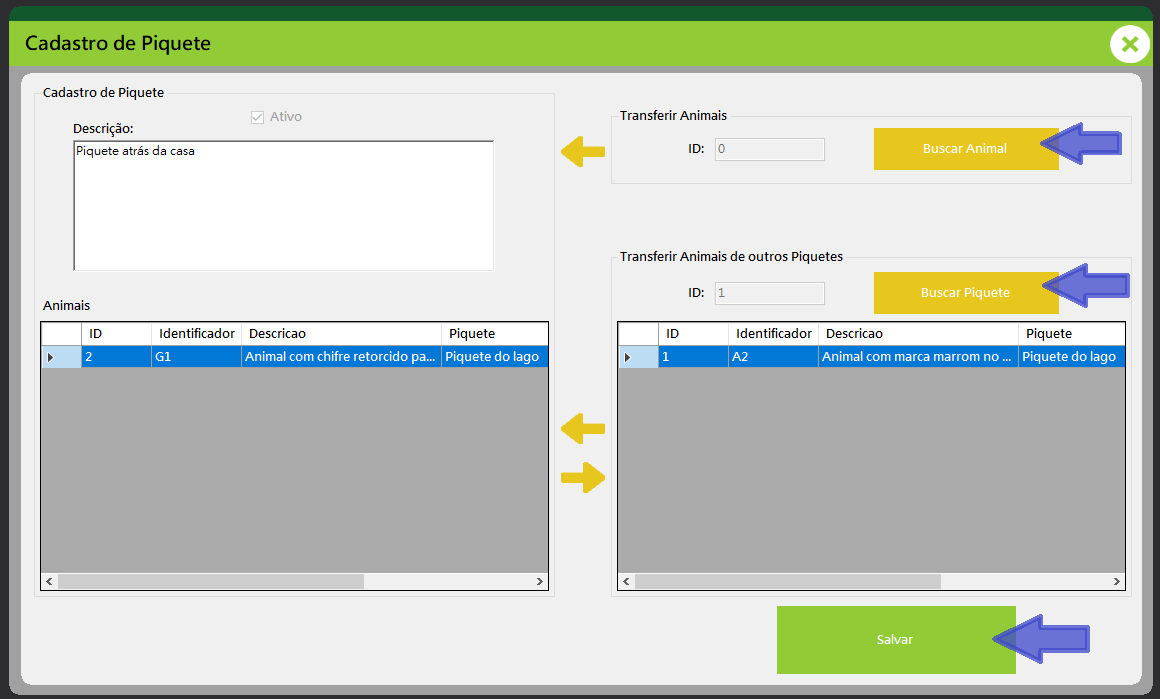 Cadastro de Piquete
Cadastro de Piquete
Ativo
Descrição:
Piquete atrás da casa
Transferir Animais
ID: 0
Buscar Animal
Transferir Animais de outros Piquetes
ID: 1
Buscar Piquete
Animais
ID Identificador Descricao Piquete
2 G1 Animal com chifre retorcido pa... Piquete do lago
ID Identificador Descricao Piquete
1 A2 Animal com marca marrom no ... Piquete do lago
Salvar